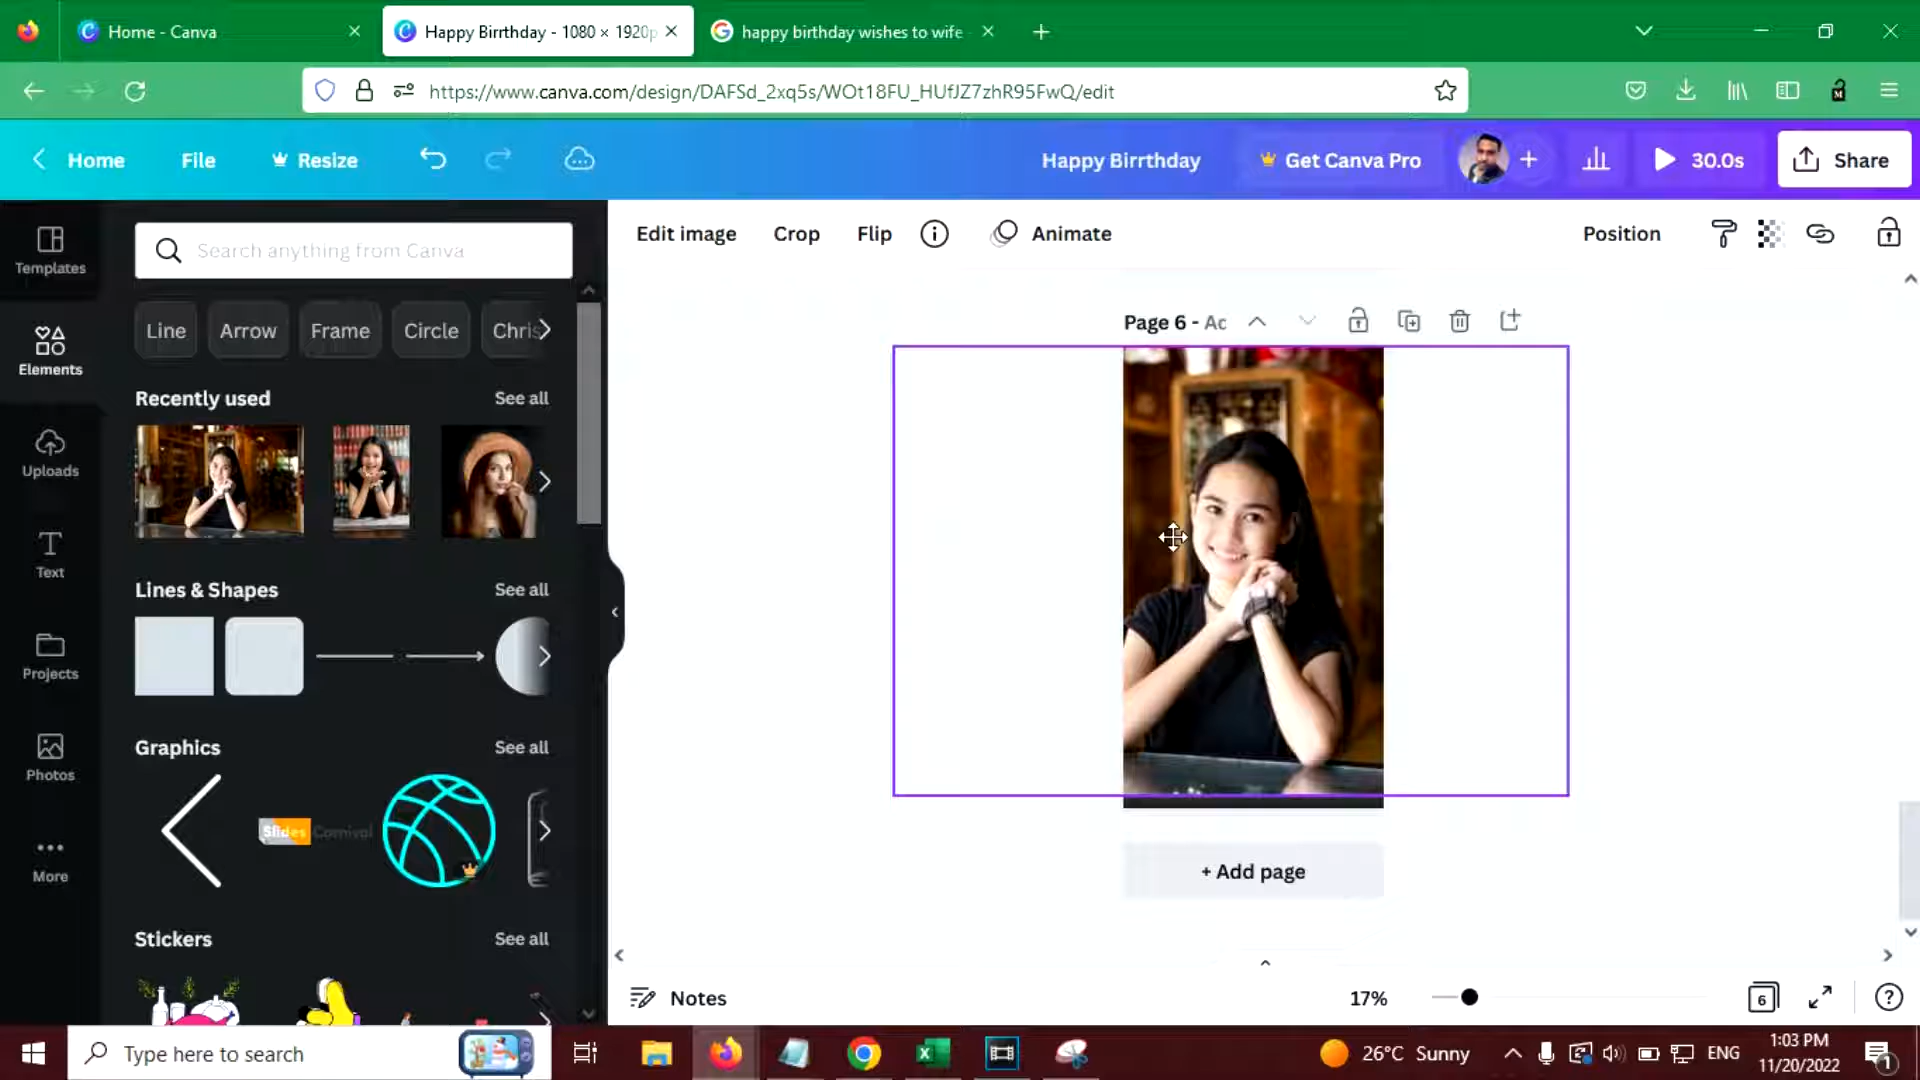 Home - Canva
Happy Birrthday - 1080 × 1920p
happy birthday wishes to wife
https://www.canva.com/design/DAFSd_2xq5s/WOt18FU_HUfJZ7zhR95FwQ/edit
Home
File
Resize
Happy Birrthday
Get Canva Pro
30.0s
Share
Templates
Elements
Uploads
Text
Projects
Photos
More
Search anything from Canva
Line
Arrow
Frame
Circle
Chris
Recently used
See all
Lines & Shapes
See all
Graphics
See all
Slides Carnival
Stickers
See all
Edit image
Crop
Flip
Animate
Position
Page 6 - Ac
+ Add page
Notes
17%
6
Type here to search
26°C Sunny
ENG
1:03 PM
11/20/2022
1